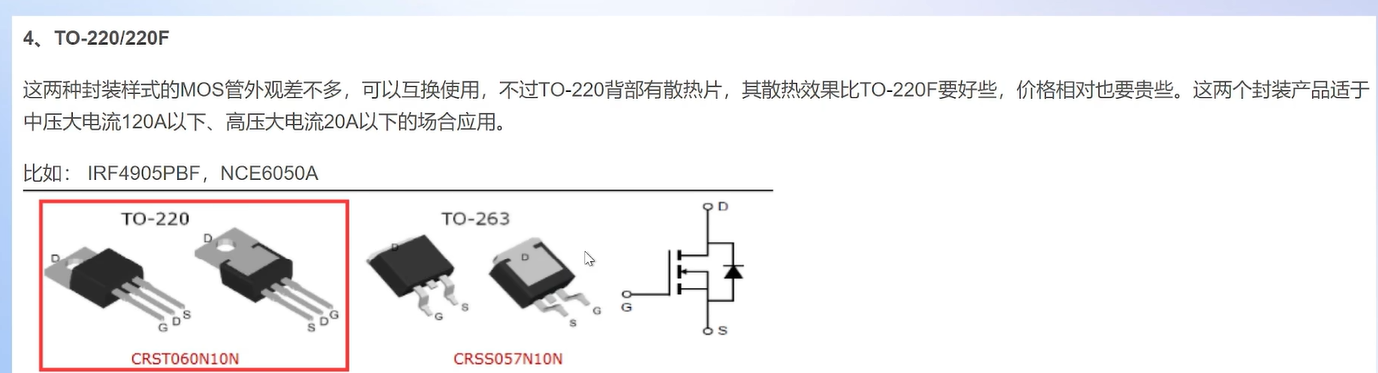 4、TO-220/220F
这两种封装样式的MOS管外观差不多，可以互换使用，不过TO-220背部有散热片，其散热效果比TO-220F要好些，价格相对也要贵些。这两个封装产品适于
中压大电流120A以下、高压大电流20A以下的场合应用。
比如： IRF4905PBF，NCE6050A
TO-220
D
G D S
D
S D G
CRST060N10N
TO-263
D
G
S
D
S
G
CRSS057N10N
D
G
S